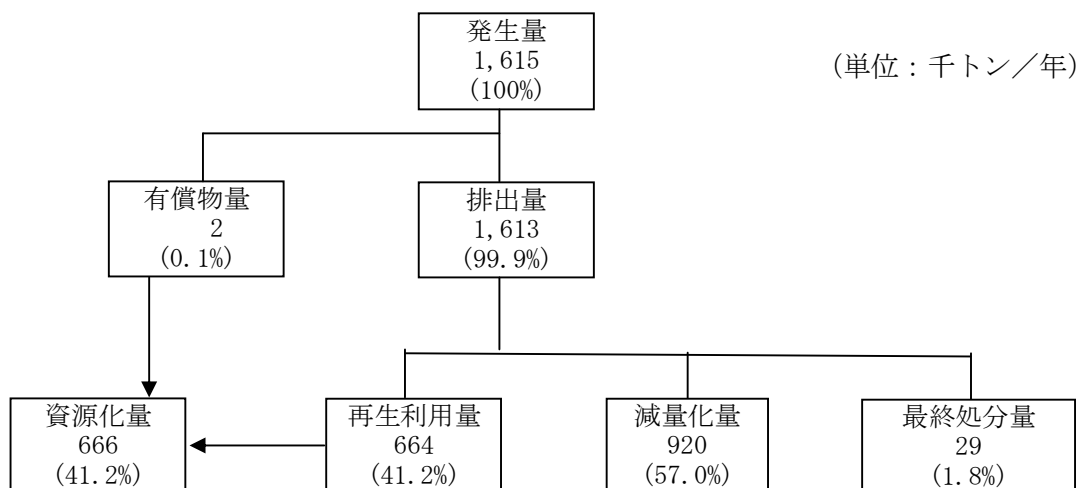 発生量
1,615
(100%)
(単位：千トン／年)
有償物量
2
(0.1%)
排出量
1,613
(99.9%)
資源化量
666
(41.2%)
再生利用量
664
(41.2%)
減量化量
920
(57.0%)
最終処分量
29
(1.8%)